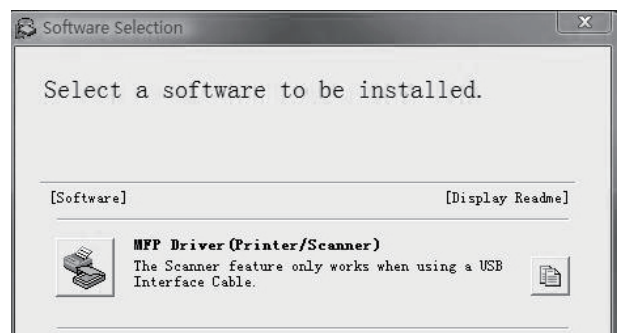 Software Selection
Select a software to be installed.
[Software] [Display Readme]
MFP Driver(Printer/Scanner)
The Scanner feature only works when using a USB
Interface Cable.